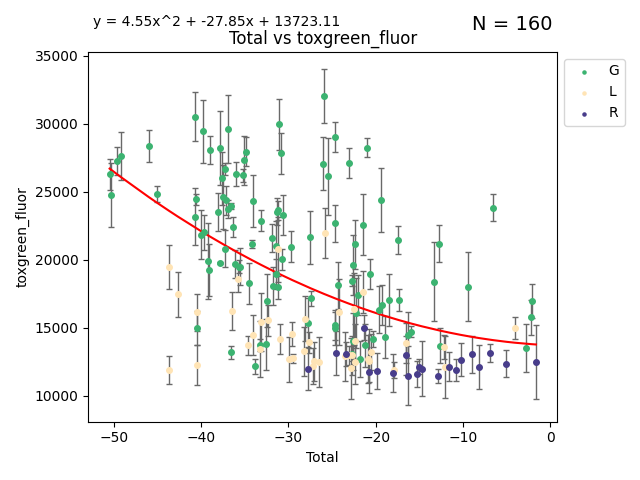 y = 4.55x^2 + -27.85x + 13723.11
N = 160
Total vs toxgreen_fluor
35000
30000
25000
20000
15000
10000
toxgreen_fluor
−50
−40
−30
−20
−10
0
Total
G
L
R